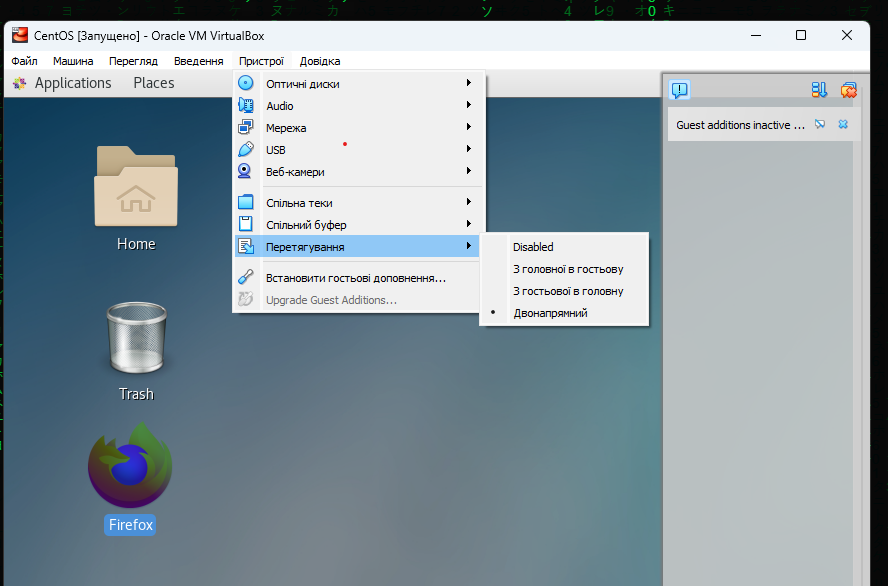 CentOS [Запущено] - Oracle VM VirtualBox
Файл Машина Перегляд Введення Пристрої Довідка
Applications Places
Оптичні диски
Audio
Мережа
USB
Веб-камери
Спільна теки
Спільний буфер
Перетягування
Встановити гостьові доповнення...
Upgrade Guest Additions...
Disabled
З головної в гостьову
З гостьової в головну
Двонапрямний
Guest additions inactive ...
Home
Trash
Firefox